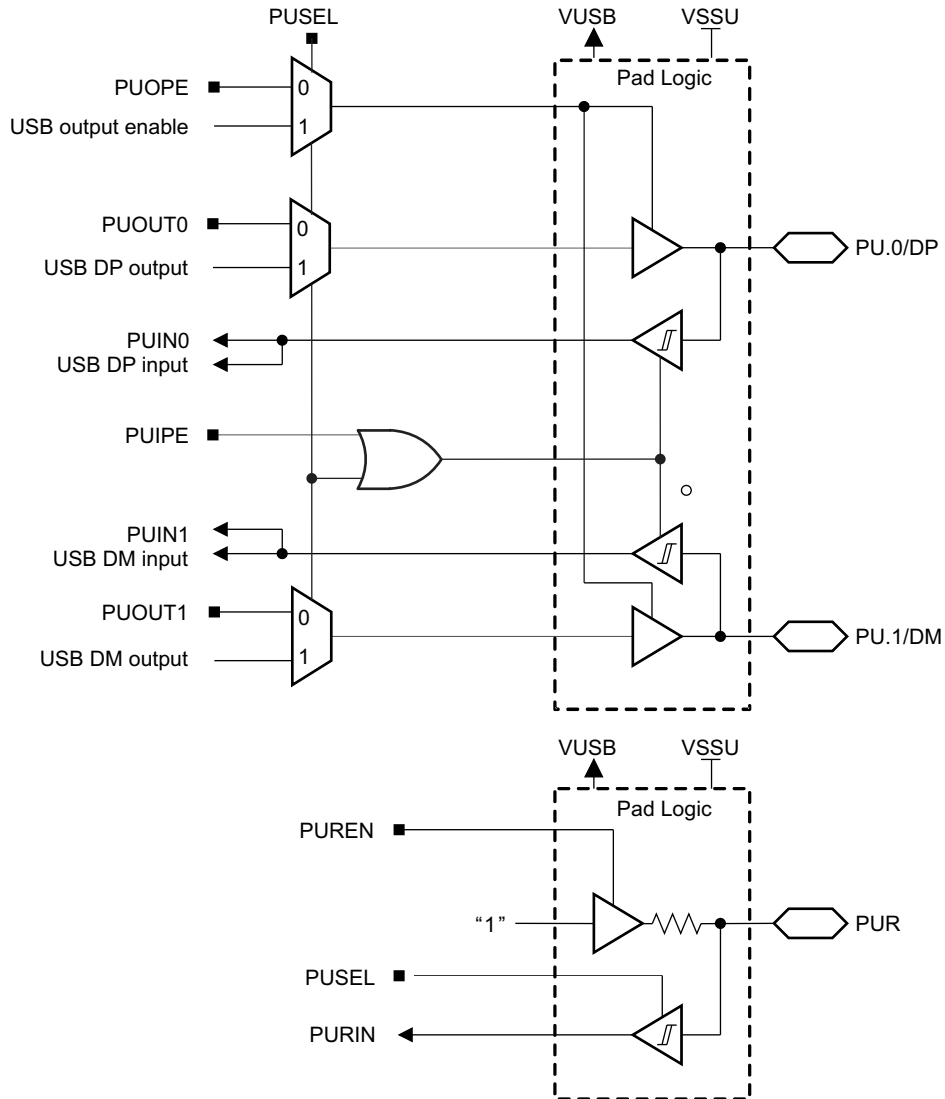 PUSEL
VUSB
VSSU
Pad Logic
PUOPE
0
USB output enable
1
PUOUT0
0
USB DP output
1
PU.0/DP
PUIN0
USB DP input
PUIPE
PUIN1
USB DM input
PUOUT1
0
USB DM output
1
PU.1/DM
VUSB
VSSU
Pad Logic
PUREN
“1”
PUR
PUSEL
PURIN